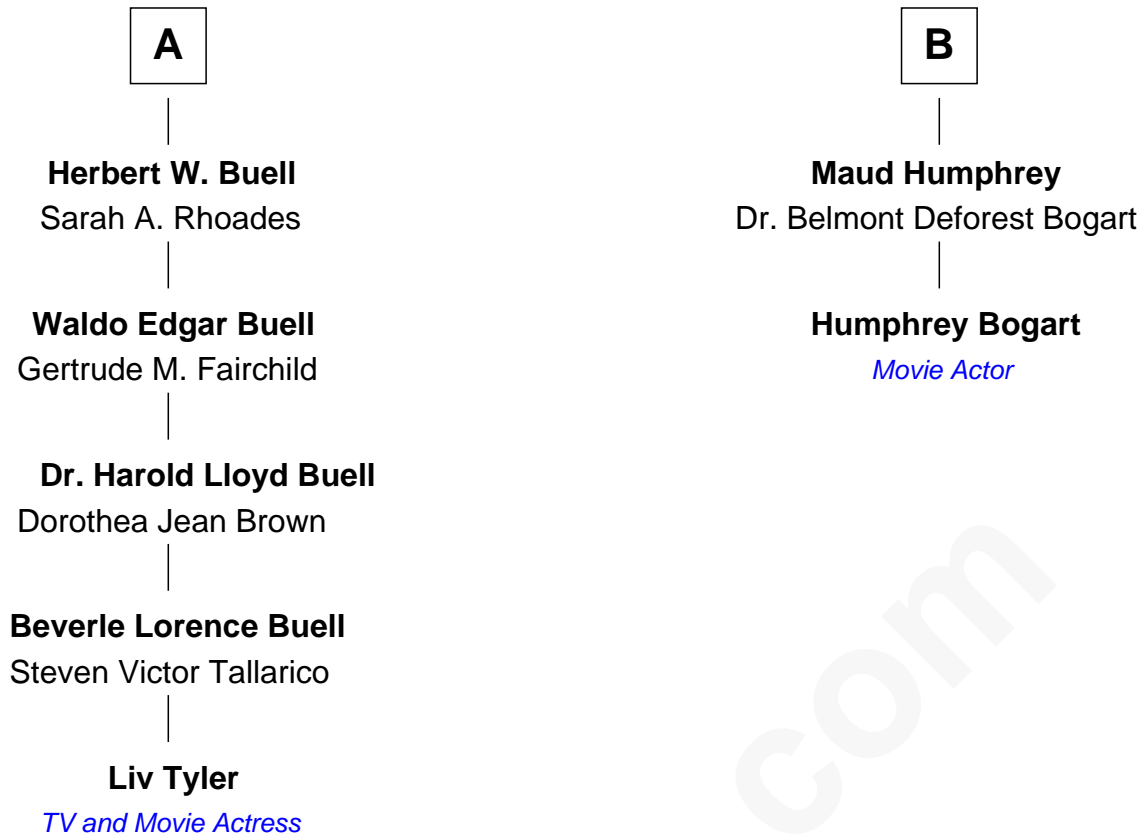 A
Herbert W. Buell
Sarah A. Rhoades
Waldo Edgar Buell
Gertrude M. Fairchild
Dr. Harold Lloyd Buell
Dorothea Jean Brown
Beverle Lorence Buell
Steven Victor Tallarico
Liv Tyler
TV and Movie Actress
B
Maud Humphrey
Dr. Belmont Deforest Bogart
Humphrey Bogart
Movie Actor
com